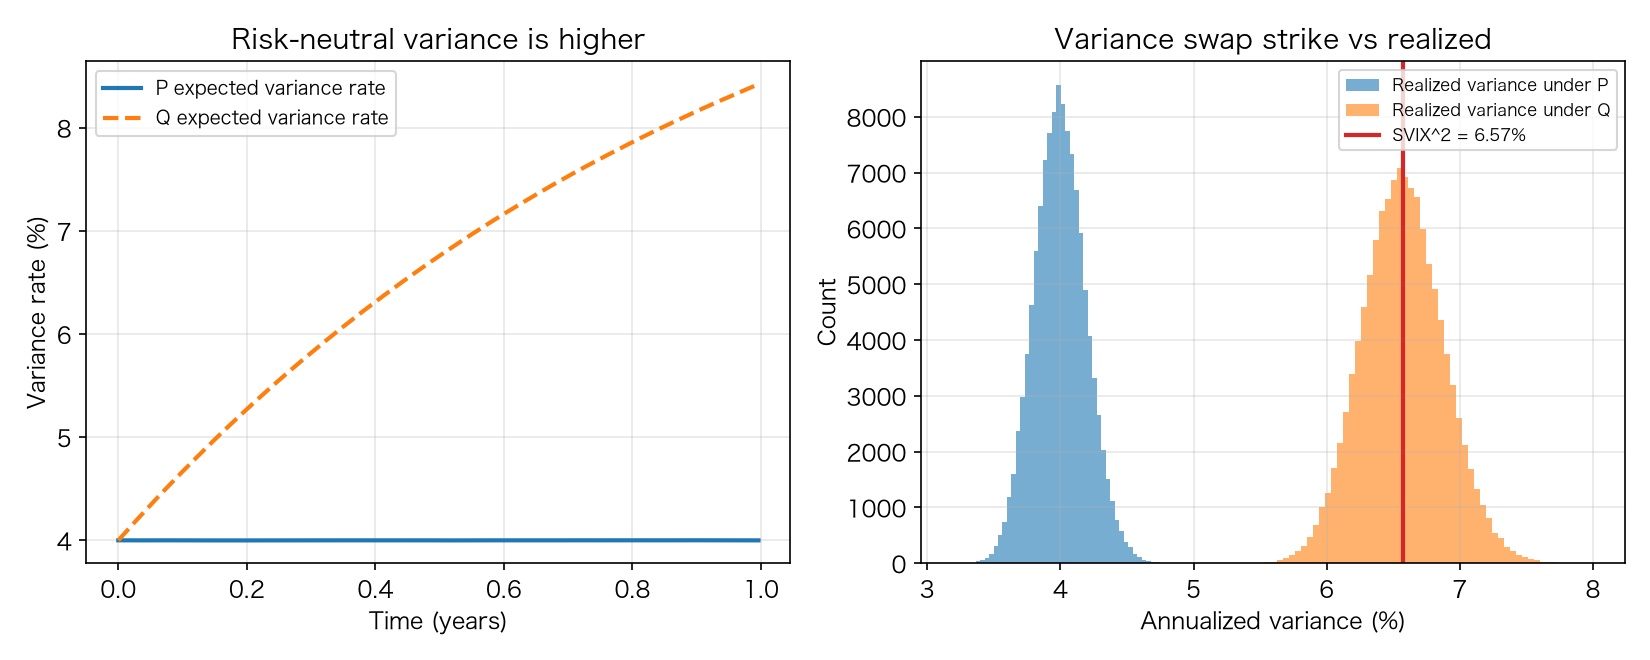 Risk-neutral variance is higher
P expected variance rate
Q expected variance rate
Variance rate (%)
8
7
6
5
4
0.0 0.2 0.4 0.6 0.8 1.0
Time (years)
Variance swap strike vs realized
Realized variance under P
Realized variance under Q
SVIX^2 = 6.57%
Count
8000
7000
6000
5000
4000
3000
2000
1000
0
3 4 5 6 7 8
Annualized variance (%)